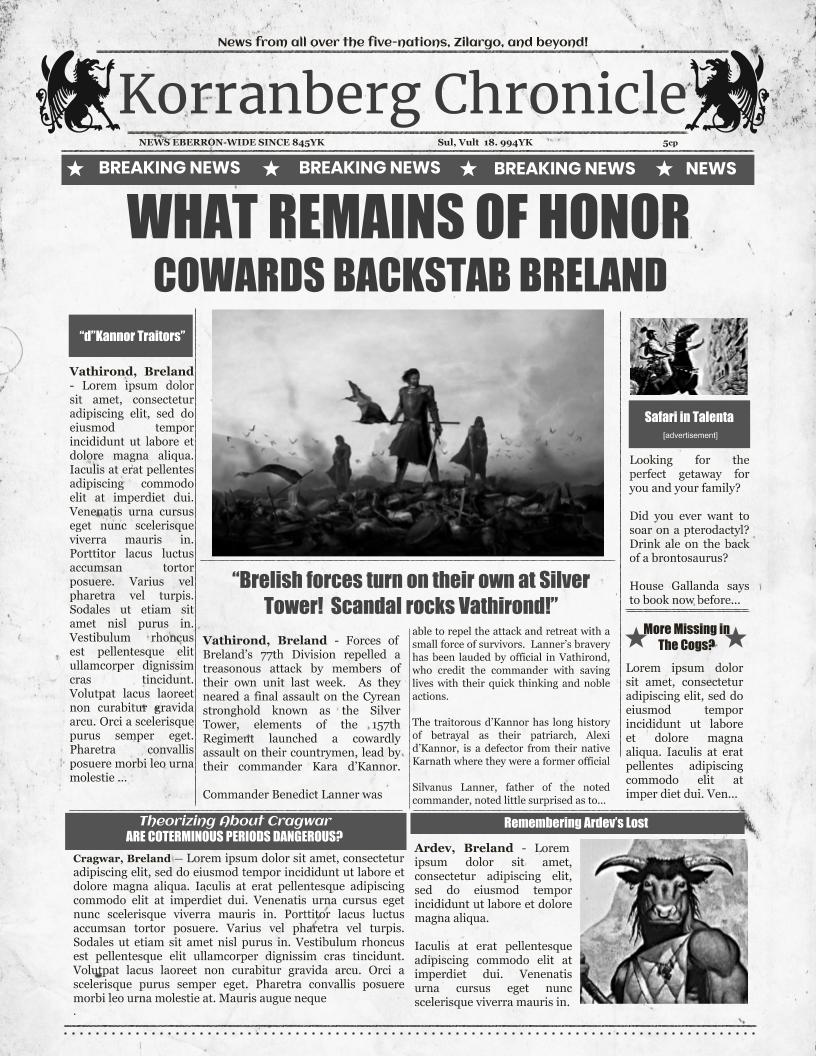 News from all over the five-nations, Zilargo, and beyond!
Korranberg Chronicle
NEWS EBERRON-WIDE SINCE 845YK Sul, Vult 18. 994YK 5cp
BREAKING NEWS BREAKING NEWS BREAKING NEWS NEWS
WHAT REMAINS OF HONOR
COWARDS BACKSTAB BRELAND
"d"Kannor Traitors"
Vathirond, Breland
- Lorem ipsum dolor
sit amet, consectetur
adipiscing elit, sed do
eiusmod tempor
incididunt ut labore et
dolore magna aliqua.
Iaculis at erat pellentes
adipiscing commodo
elit at imperdiet dui.
Venenatis urna cursus
eget nunc scelerisque
viverra mauris in.
Porttitor lacus luctus
accumsan tortor
posuere. Varius vel
pharetra vel turpis.
Sodales ut etiam sit
amet nisl purus in.
Vestibulum rhoncus
est pellentesque elit
ullamcorper dignissim
cras tincidunt.
Volutpat lacus laoreet
non curabitur gravida
arcu. Orci a scelerisque
purus semper eget.
Pharetra convallis
posuere morbi leo urna
molestie ...
"Brelish forces turn on their own at Silver
Tower! Scandal rocks Vathirond!"
Vathirond, Breland - Forces of
Breland's 77th Division repelled a
treasonous attack by members of
their own unit last week. As they
neared a final assault on the Cyrean
stronghold known as the Silver
Tower, elements of the 157th
Regiment launched a cowardly
assault on their countrymen, lead by
their commander Kara d'Kannor.
Commander Benedict Lanner was
able to repel the attack and retreat with a
small force of survivors. Lanner's bravery
has been lauded by official in Vathirond,
who credit the commander with saving
lives with their quick thinking and noble
actions.
The traitorous d'Kannor has long history
of betrayal as their patriarch, Alexi
d'Kannor, is a defector from their native
Karnath where they were a former official
Silvanus Lanner, father of the noted
commander, noted little surprised as to...
Safari in Talenta
[advertisement]
Looking for the
perfect getaway for
you and your family?
Did you ever want to
soar on a pterodactyl?
Drink ale on the back
of a brontosaurus?
House Gallanda says
to book now before...
More Missing in
The Cogs?
Lorem ipsum dolor
sit amet, consectetur
adipiscing elit, sed do
eiusmod tempor
incididunt ut labore
et dolore magna
aliqua. Iaculis at erat
pellentes adipiscing
commodo elit at
imper diet dui. Ven...
Theorizing About Cragwar
ARE COTERMINOUS PERIODS DANGEROUS?
Cragwar, Breland — Lorem ipsum dolor sit amet, consectetur
adipiscing elit, sed do eiusmod tempor incididunt ut labore et
dolore magna aliqua. Iaculis at erat pellentesque adipiscing
commodo elit at imperdiet dui. Venenatis urna cursus eget
nunc scelerisque viverra mauris in. Porttitor lacus luctus
accumsan tortor posuere. Varius vel pharetra vel turpis.
Sodales ut etiam sit amet nisl purus in. Vestibulum rhoncus
est pellentesque elit ullamcorper dignissim cras tincidunt.
Volutpat lacus laoreet non curabitur gravida arcu. Orci a
scelerisque purus semper eget. Pharetra convallis posuere
morbi leo urna molestie at. Mauris augue neque
.
Remembering Ardev's Lost
Ardev, Breland - Lorem
ipsum dolor sit amet,
consectetur adipiscing elit,
sed do eiusmod tempor
incididunt ut labore et dolore
magna aliqua.
Iaculis at erat pellentesque
adipiscing commodo elit at
imperdiet dui. Venenatis
urna cursus eget nunc
scelerisque viverra mauris in.